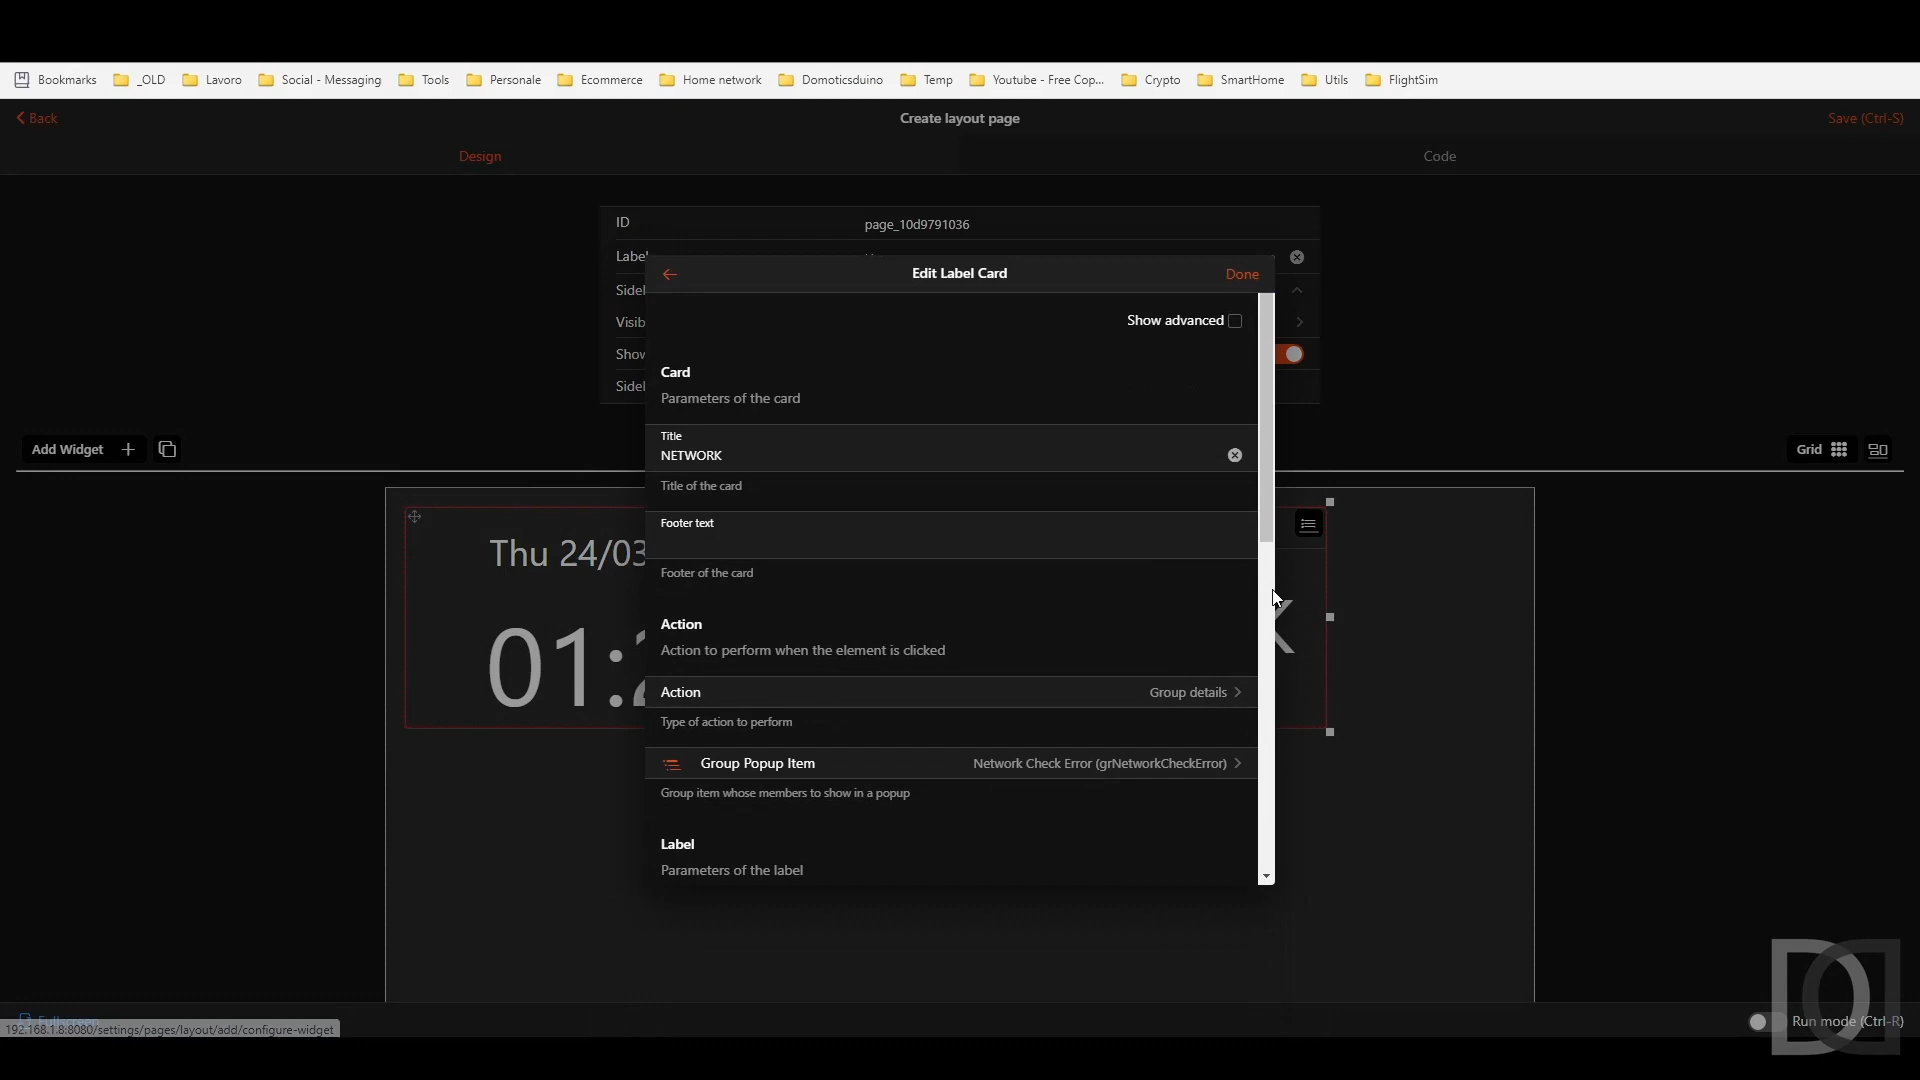 Bookmarks _OLD Lavoro Social - Messaging Tools Personale Ecommerce Home network Domoticsduino Temp Youtube - Free Cop... Crypto SmartHome Utils FlightSim
Back Create layout page Save (Ctrl-S)
Design Code
ID page_10d9791036
Label
Edit Label Card Done
Sidel
Show advanced
Visib
Show
Card
Sidel
Parameters of the card
Title
Add Widget Grid
NETWORK
Title of the card
Footer text
Thu 24/03
Footer of the card
Action
Action to perform when the element is clicked
01:
Action Group details
Type of action to perform
Group Popup Item Network Check Error (grNetworkCheckError)
Group item whose members to show in a popup
Label
Parameters of the label
Fullscreen
192.168.1.8:8080/settings/pages/layout/add/configure-widget
Run mode (Ctrl-R)